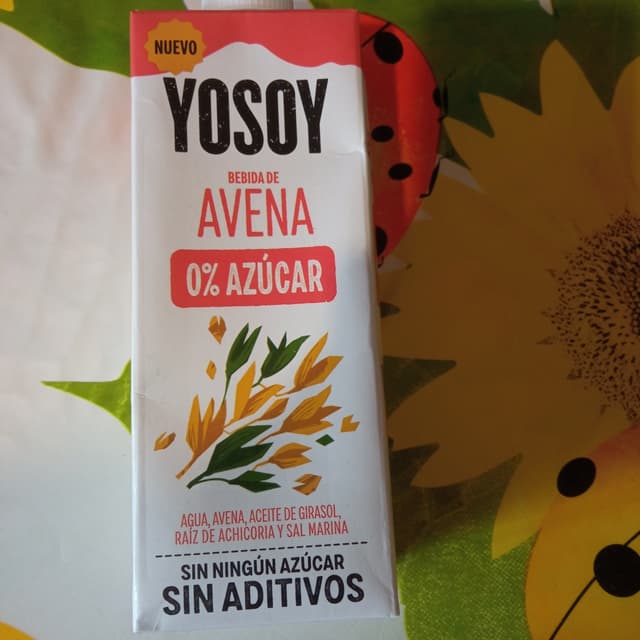 NUEVO
YOSOY
BEBIDA DE
AVENA
0% AZÚCAR
AGUA, AVENA, ACEITE DE GIRASOL,
RAÍZ DE ACHICORIA Y SAL MARINA
SIN NINGÚN AZÚCAR
SIN ADITIVOS